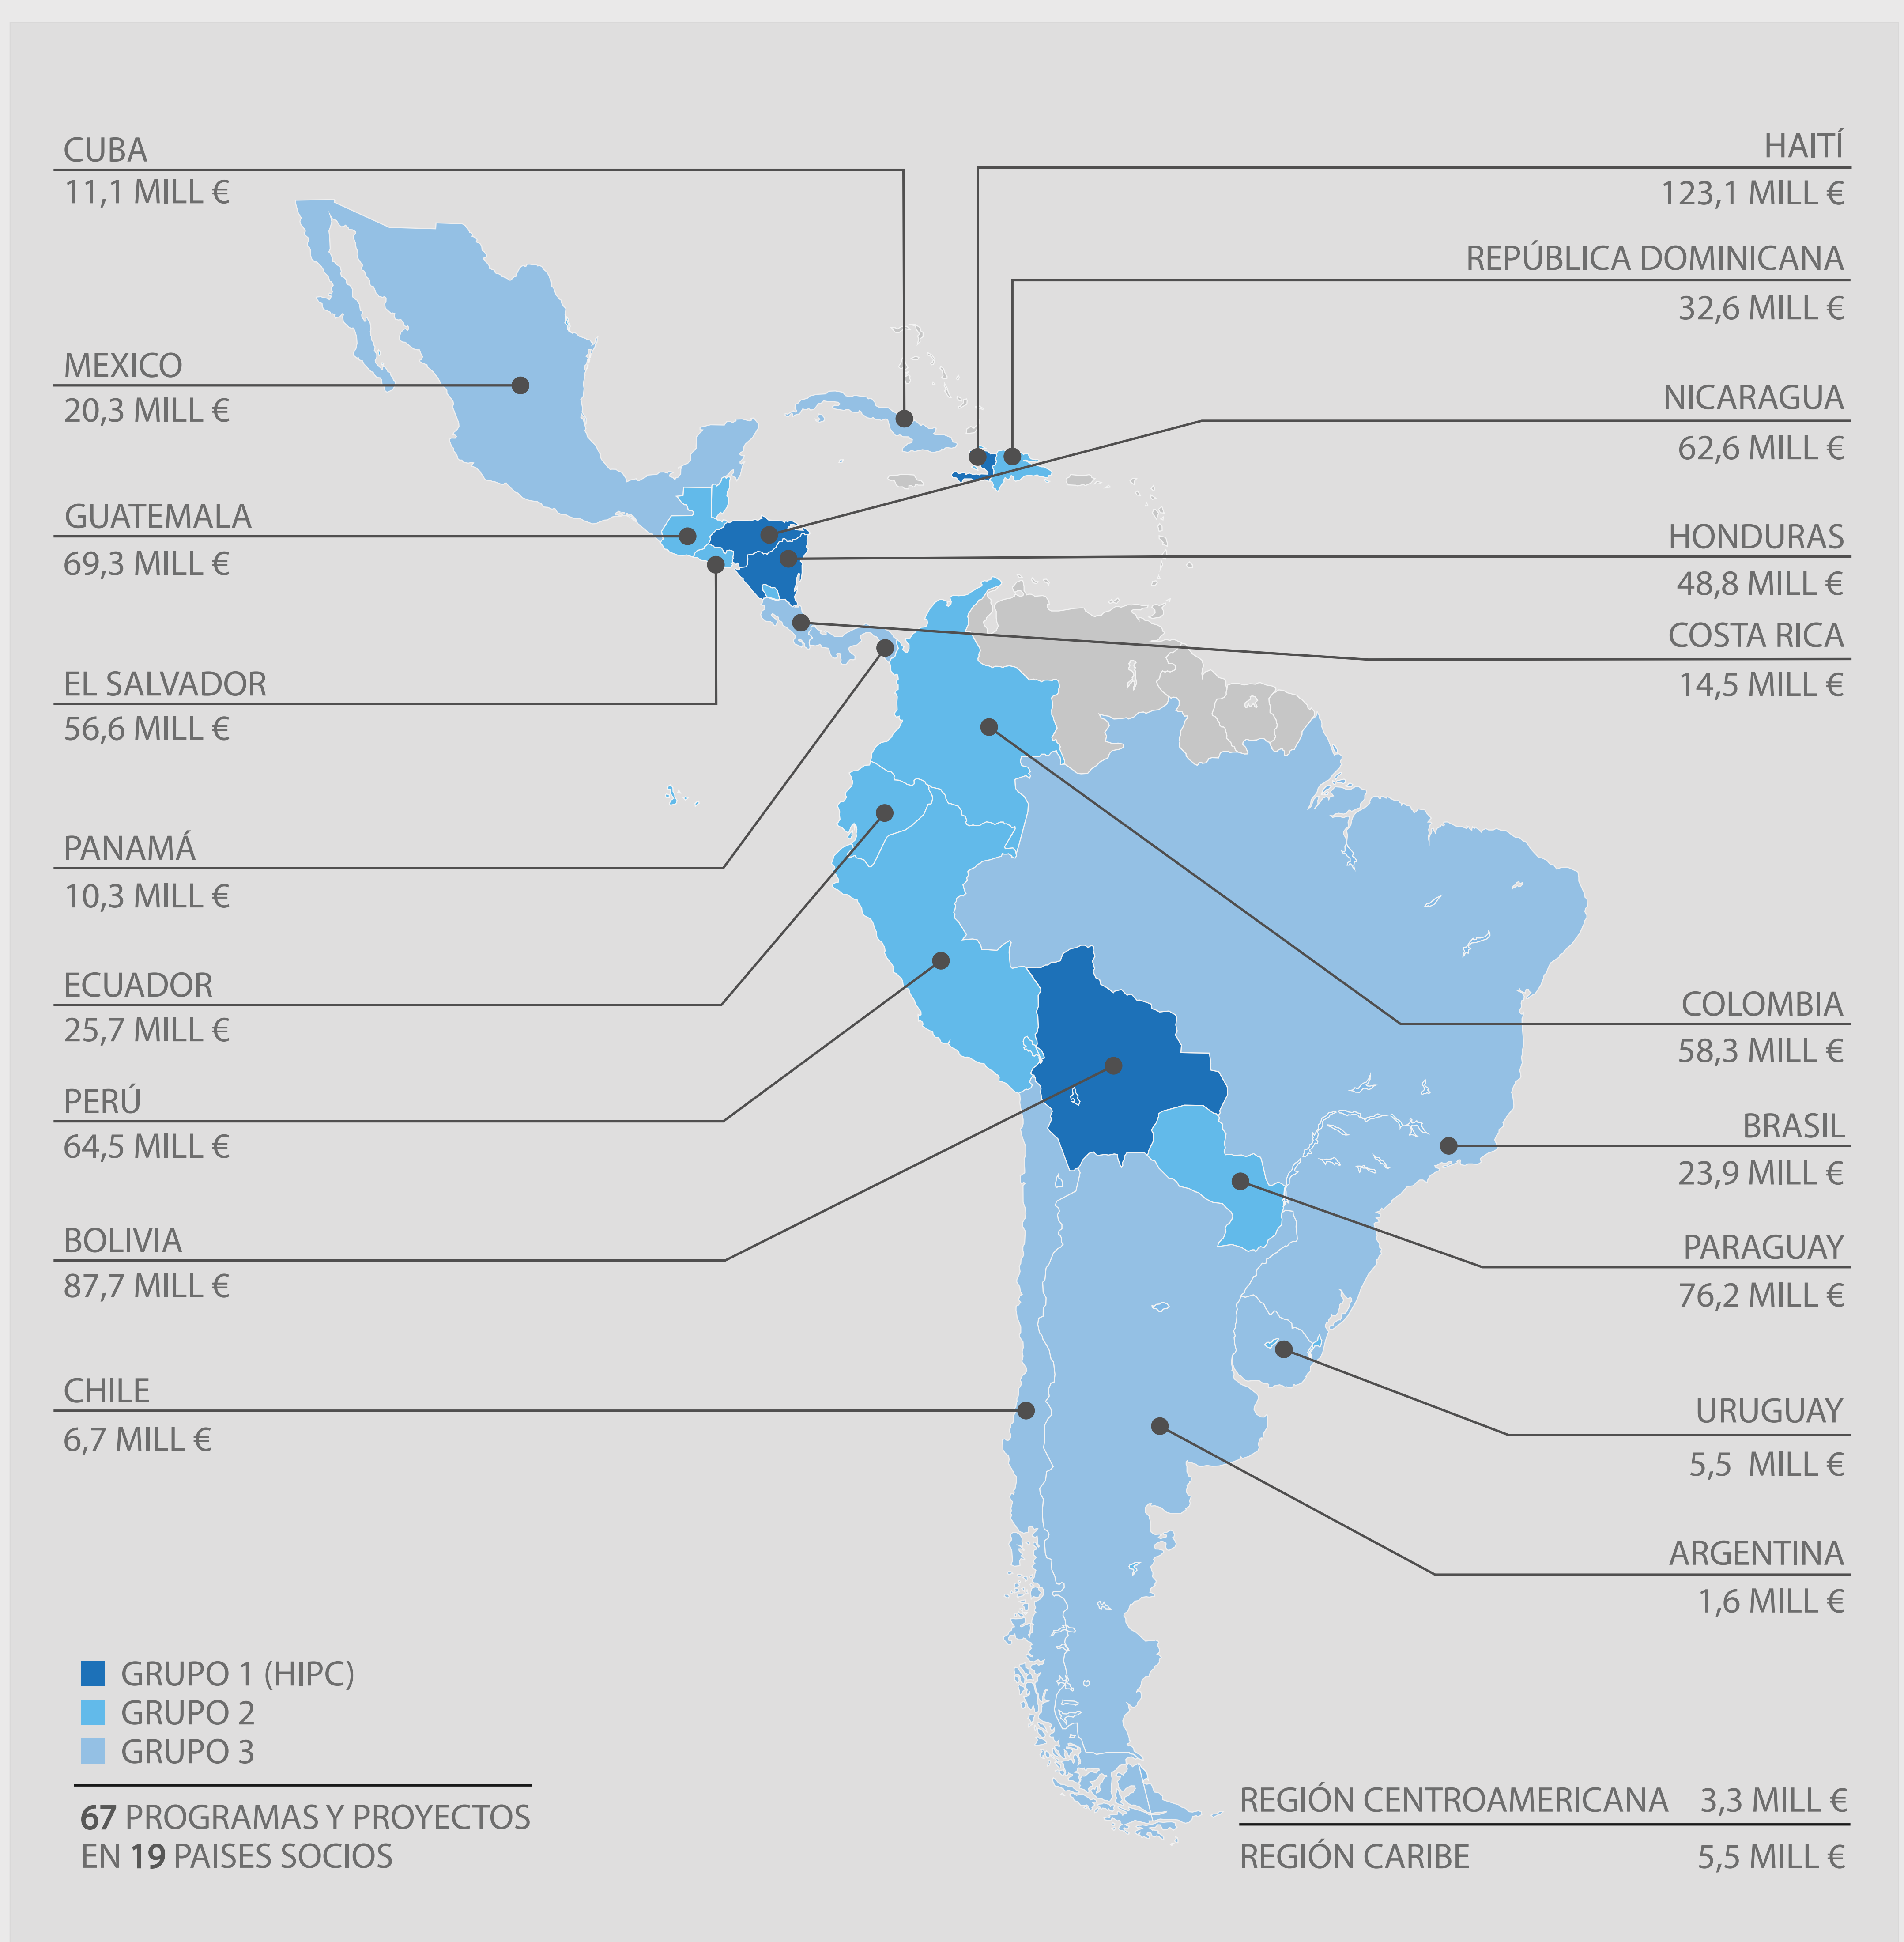 CUBA
11,1 MILL €
MEXICO
20,3 MILL €
GUATEMALA
69,3 MILL €
EL SALVADOR
56,6 MILL €
PANAMÁ
10,3 MILL €
ECUADOR
25,7 MILL €
PERÚ
64,5 MILL €
BOLIVIA
87,7 MILL €
CHILE
6,7 MILL €
HAITÍ
123,1 MILL €
REPÚBLICA DOMINICANA
32,6 MILL €
NICARAGUA
62,6 MILL €
HONDURAS
48,8 MILL €
COSTA RICA
14,5 MILL €
COLOMBIA
58,3 MILL €
BRASIL
23,9 MILL €
PARAGUAY
76,2 MILL €
URUGUAY
5,5 MILL €
ARGENTINA
1,6 MILL €
GRUPO 1 (HIPC)
GRUPO 2
GRUPO 3
67 PROGRAMAS Y PROYECTOS
EN 19 PAISES SOCIOS
REGIÓN CENTROAMERICANA 3,3 MILL €
REGIÓN CARIBE 5,5 MILL €